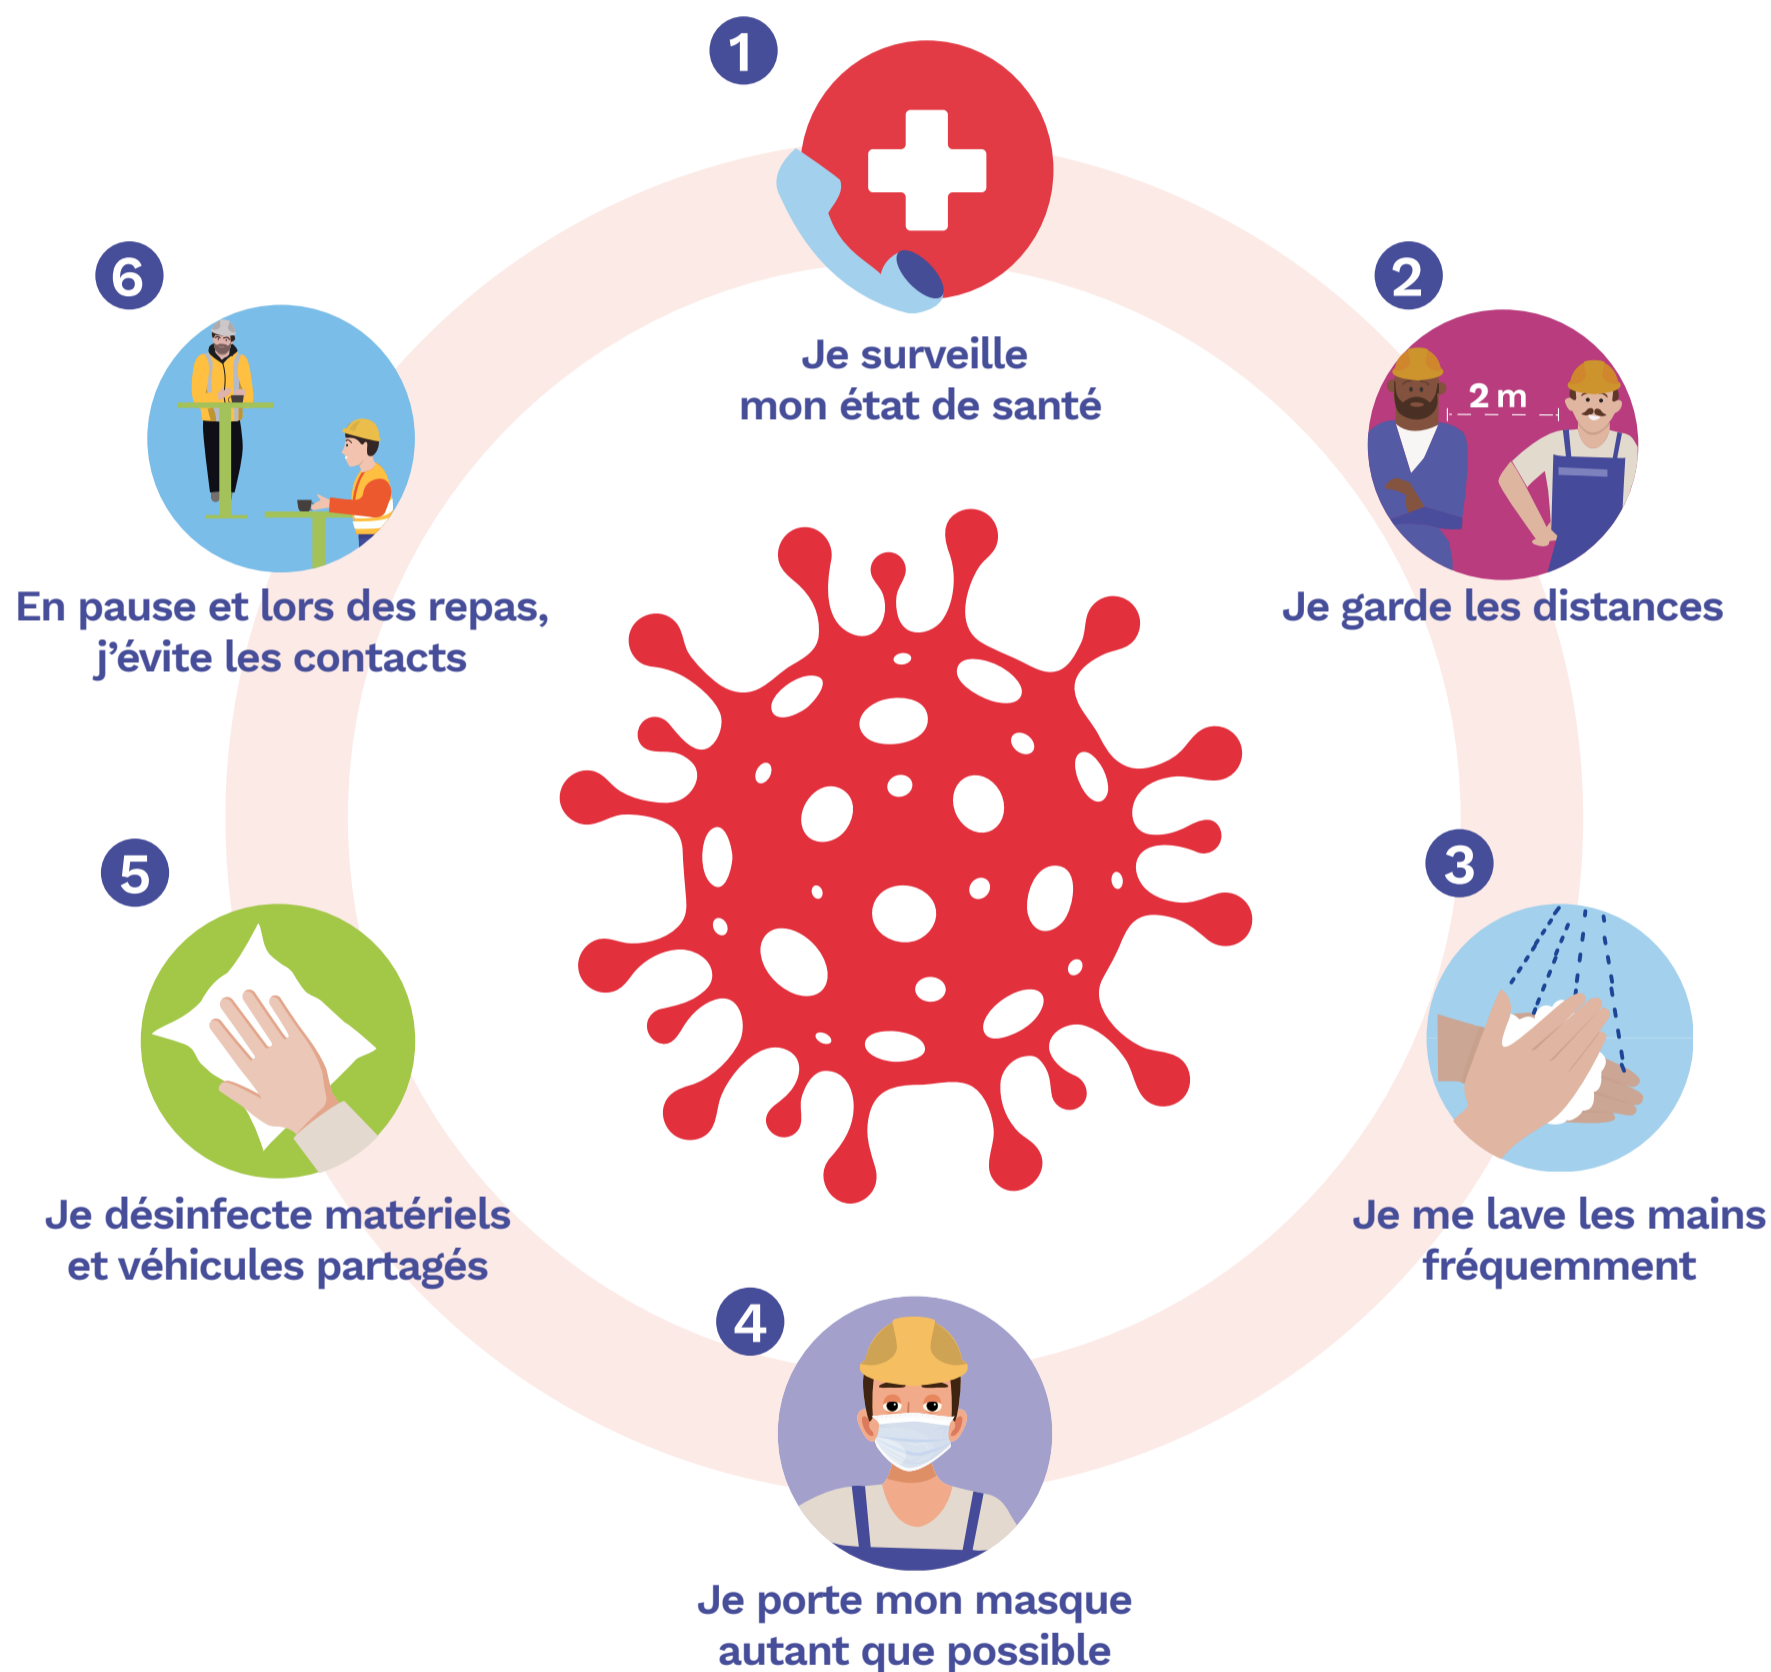 1
Je surveille
mon état de santé
2
2 m
Je garde les distances
3
Je me lave les mains
fréquemment
4
Je porte mon masque
autant que possible
5
Je désinfecte matériels
et véhicules partagés
6
En pause et lors des repas,
j’évite les contacts